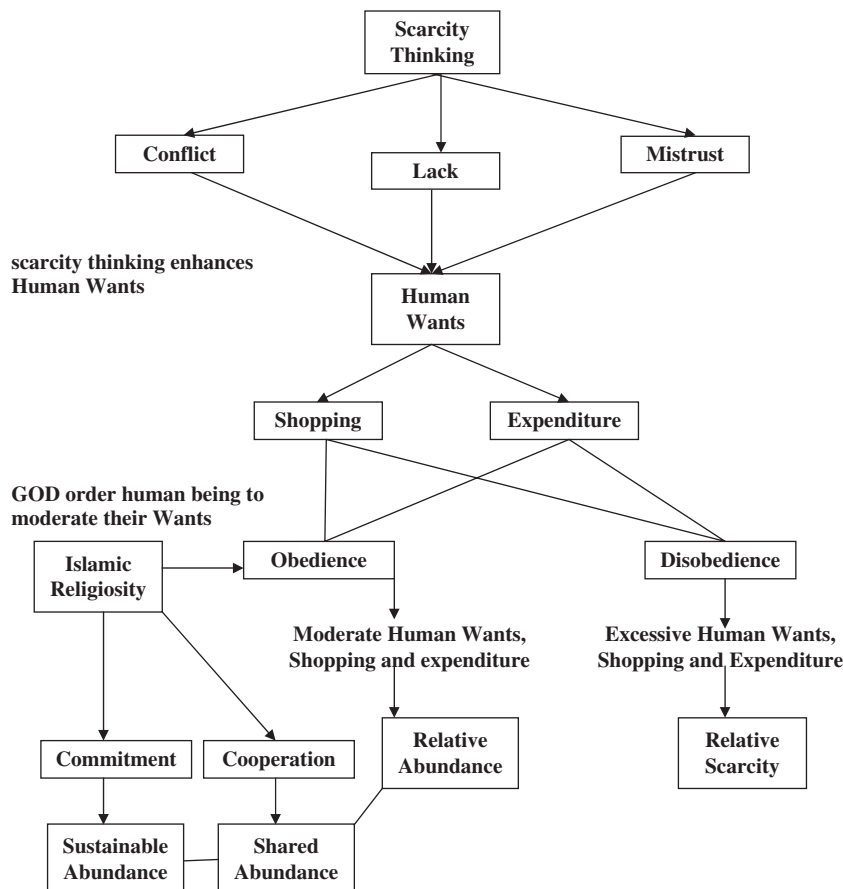 Scarcity
Thinking
Conflict
Lack
Mistrust
scarcity thinking enhances
Human Wants
Human
Wants
Shopping
Expenditure
GOD order human being to
moderate their Wants
Islamic
Religiosity
Obedience
Disobedience
Moderate Human Wants,
Shopping and expenditure
Excessive Human Wants,
Shopping and Expenditure
Commitment
Cooperation
Relative
Abundance
Relative
Scarcity
Sustainable
Abundance
Shared
Abundance